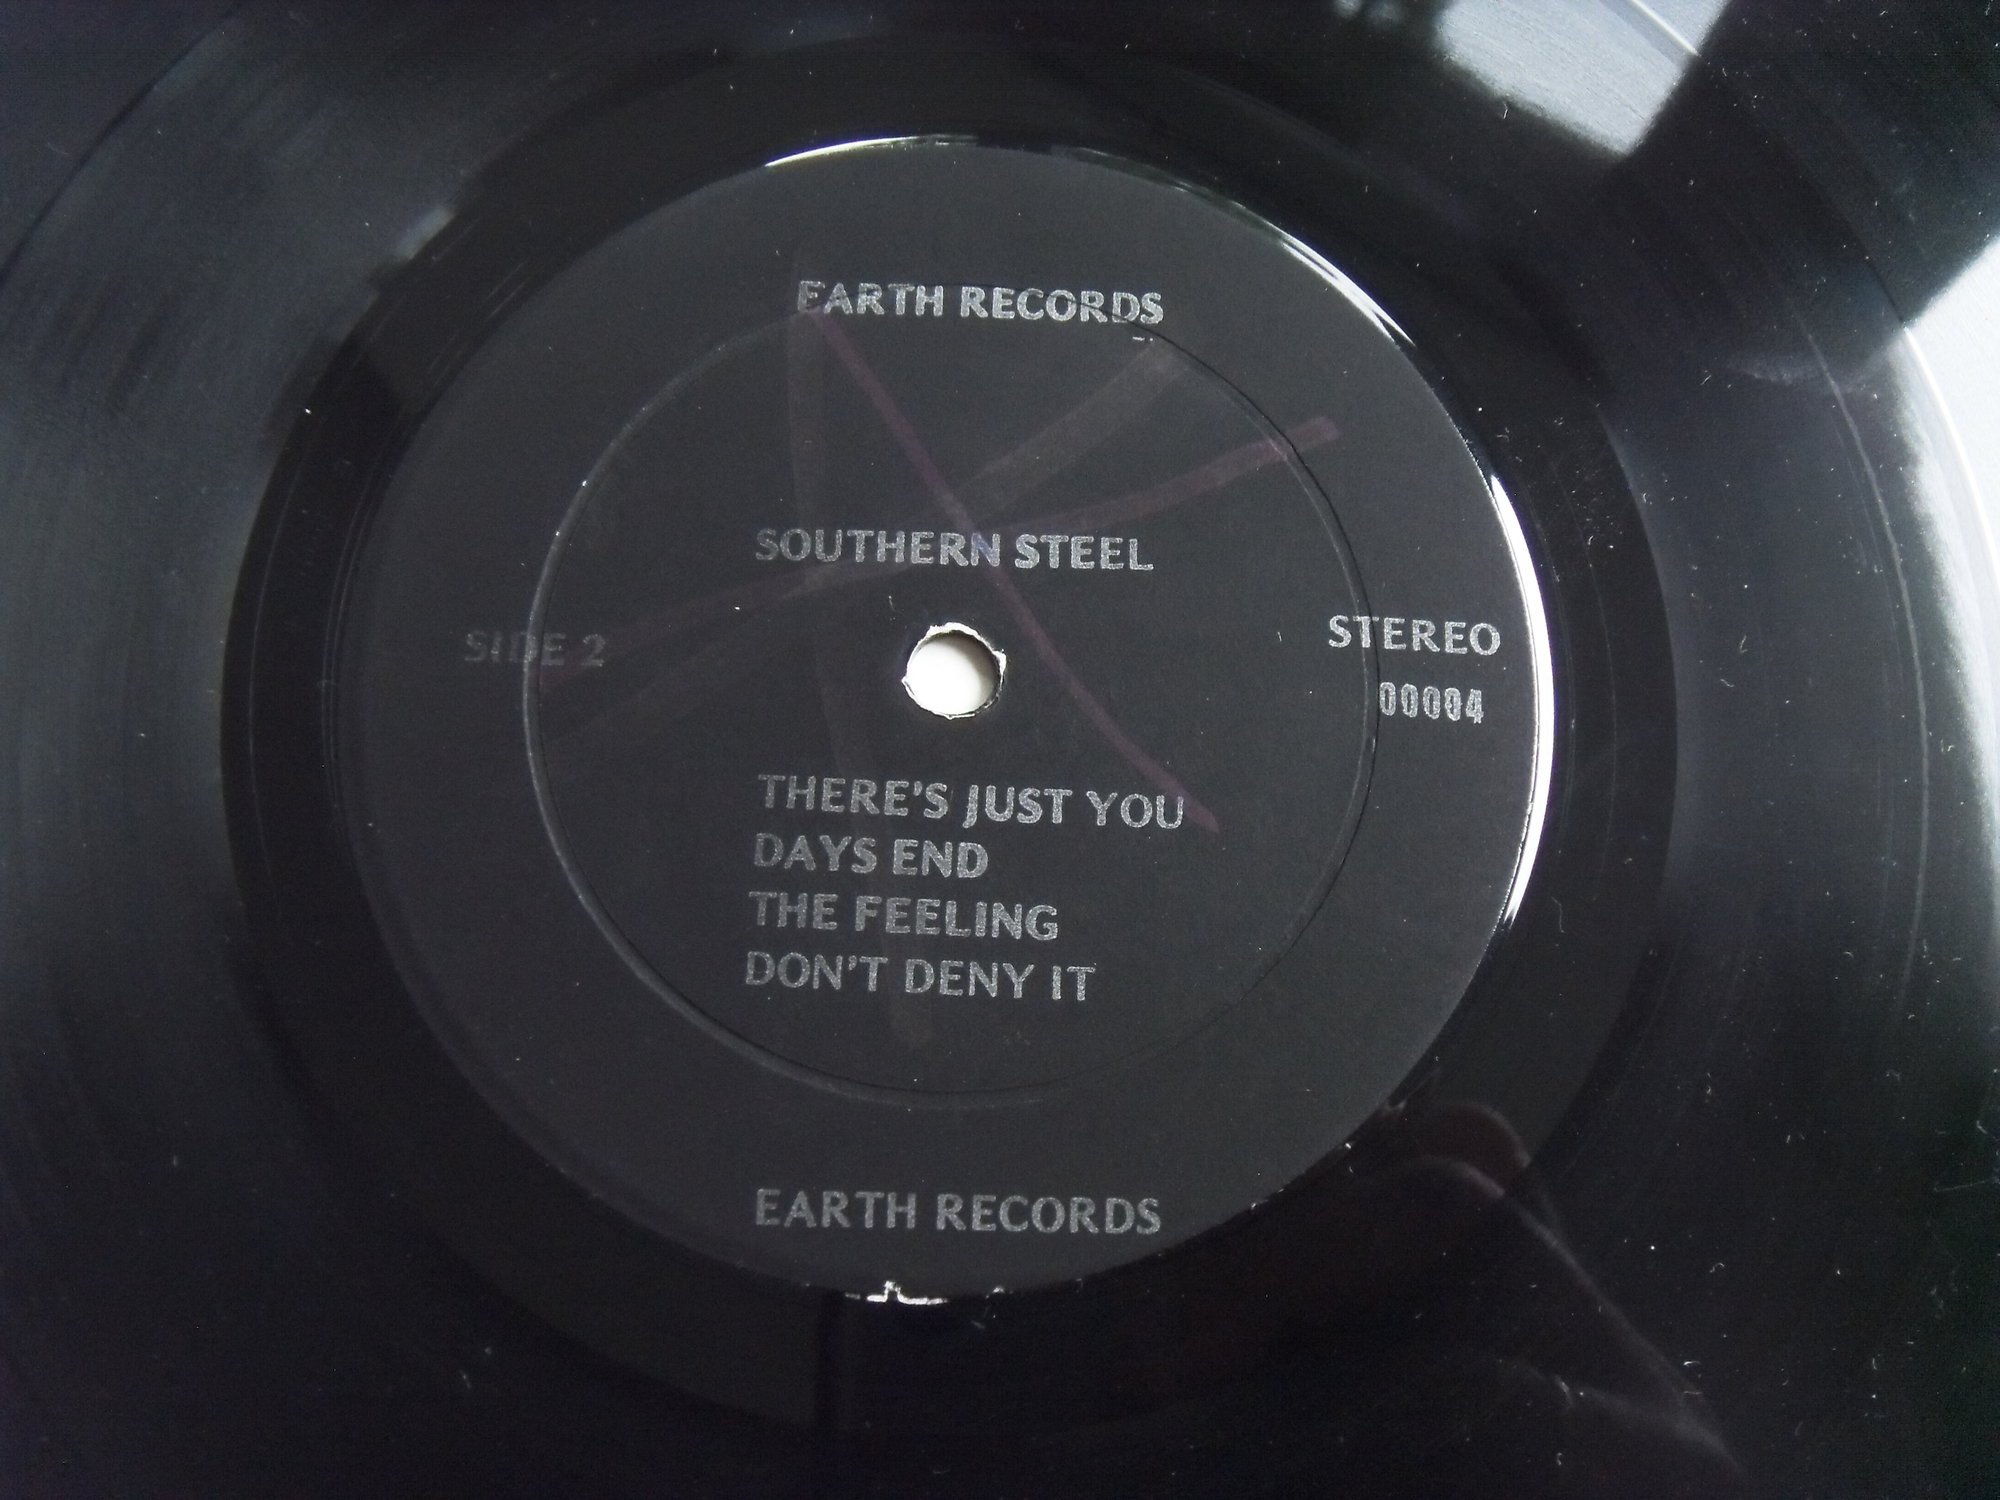 EARTH RECORDS
SOUTHERN STEEL
SIDE 2
STEREO
00004
THERE'S JUST YOU
DAYS END
THE FEELING
DON'T DENY IT
EARTH RECORDS